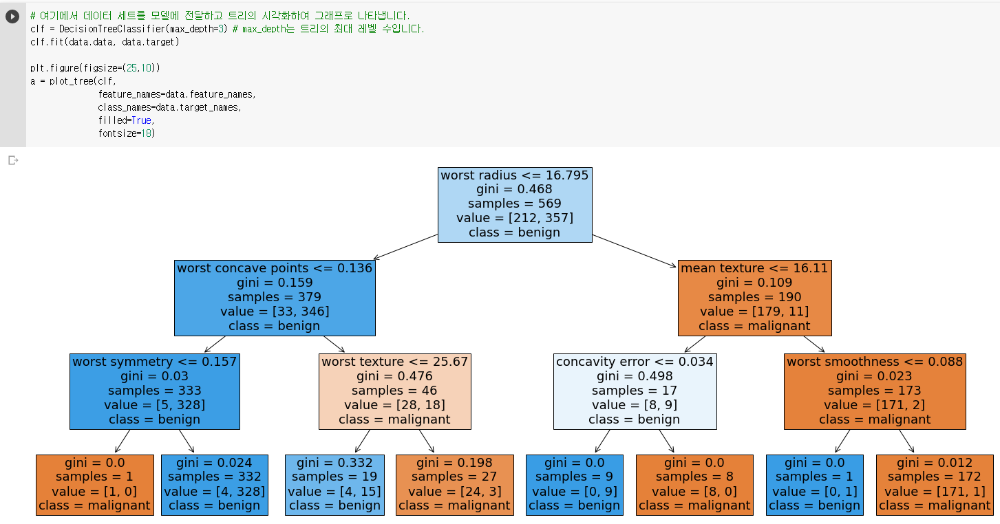 # 여기에서 데이터 세트를 모델에 전달하고 트리의 시각화하여 그래프로 나타냅니다.
clf = DecisionTreeClassifier(max_depth=3) # max_depth는 트리의 최대 레벨 수입니다.
clf.fit(data.data, data.target)
plt.figure(figsize=(25,10))
a = plot_tree(clf,
feature_names=data.feature_names,
class_names=data.target_names,
filled=True,
fontsize=18)
worst radius <= 16.795
gini = 0.468
samples = 569
value = [212, 357]
class = benign
worst concave points <= 0.136
gini = 0.159
samples = 379
value = [33, 346]
class = benign
mean texture <= 16.11
gini = 0.109
samples = 190
value = [179, 11]
class = malignant
worst symmetry <= 0.157
gini = 0.03
samples = 333
value = [5, 328]
class = benign
worst texture <= 25.67
gini = 0.476
samples = 46
value = [28, 18]
class = malignant
concavity error <= 0.034
gini = 0.498
samples = 17
value = [8, 9]
class = benign
worst smoothness <= 0.088
gini = 0.023
samples = 173
value = [171, 2]
class = malignant
gini = 0.0
samples = 1
value = [1, 0]
class = malignant
gini = 0.024
samples = 332
value = [4, 328]
class = benign
gini = 0.332
samples = 19
value = [4, 15]
class = benign
gini = 0.198
samples = 27
value = [24, 3]
class = malignant
gini = 0.0
samples = 9
value = [0, 9]
class = benign
gini = 0.0
samples = 8
value = [8, 0]
class = malignant
gini = 0.0
samples = 1
value = [0, 1]
class = benign
gini = 0.012
samples = 172
value = [171, 1]
class = malignant